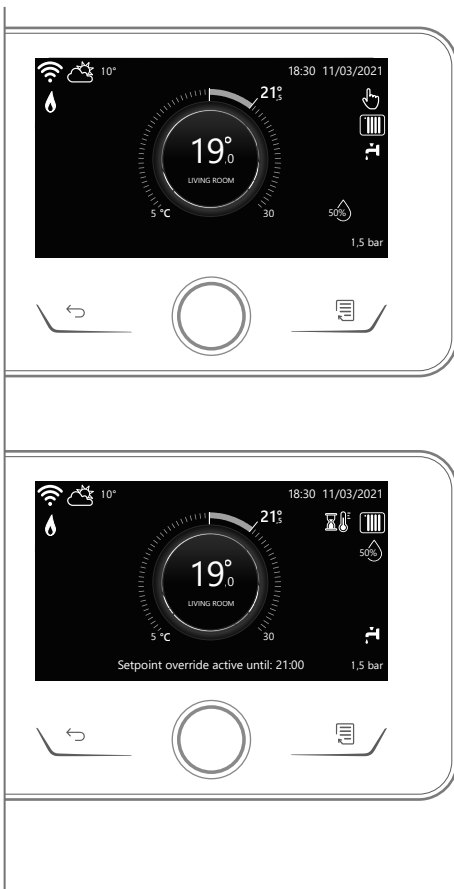 10° 18:30 11/03/2021
21°,5
19°,0
LIVING ROOM
5 °C 30
50%
1,5 bar
10° 18:30 11/03/2021
21°,5
50%
19°,0
LIVING ROOM
5 °C 30
Setpoint override active until: 21:00 1,5 bar